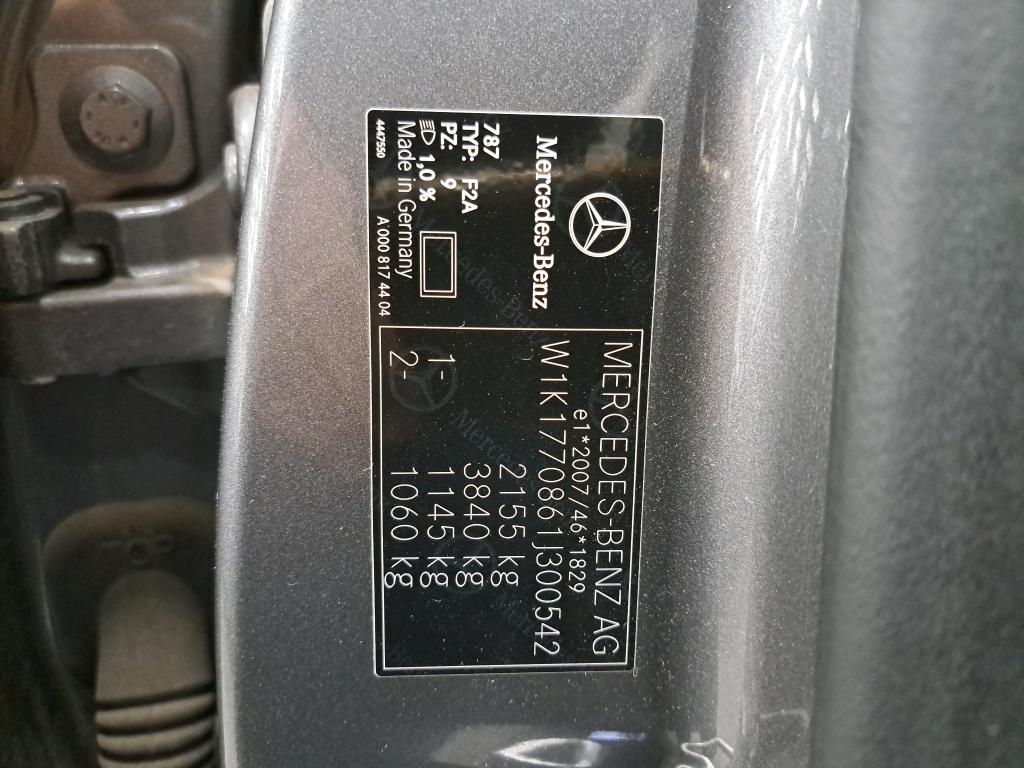 Mercedes-Benz
787
TYP: F2A
PZ: 9
1,0 %
Made in Germany
4447550
A 000 817 44 04
MERCEDES-BENZ AG
e1*2007/46*1829
W1K1770861J300542
2155 kg
3840 kg
1- 1145 kg
2- 1060 kg